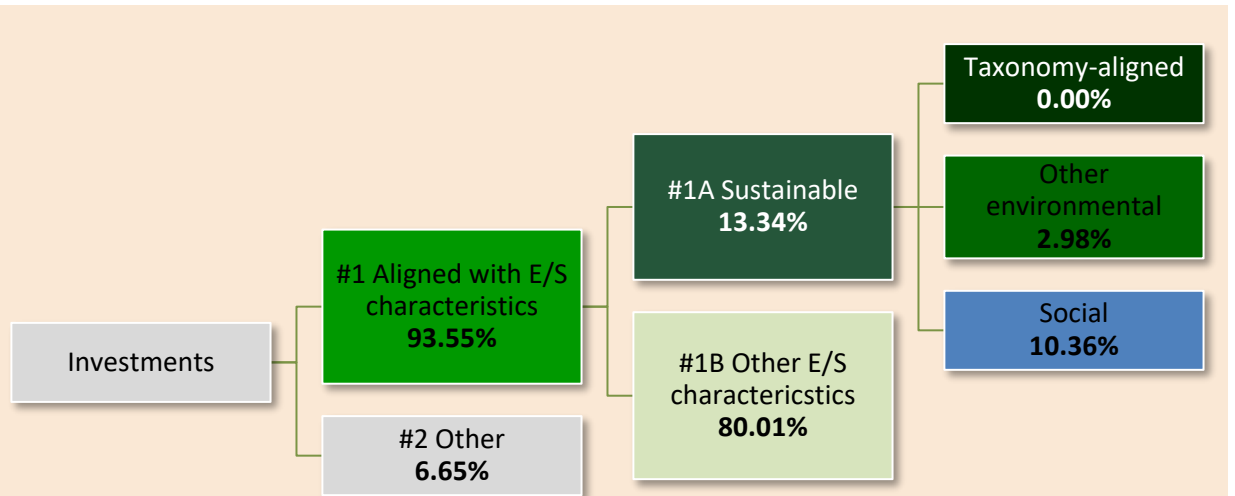 Investments
#1 Aligned with E/S
characteristics
93.55%
#2 Other
6.65%
#1A Sustainable
13.34%
#1B Other E/S
charactericstics
80.01%
Taxonomy-aligned
0.00%
Other
environmental
2.98%
Social
10.36%